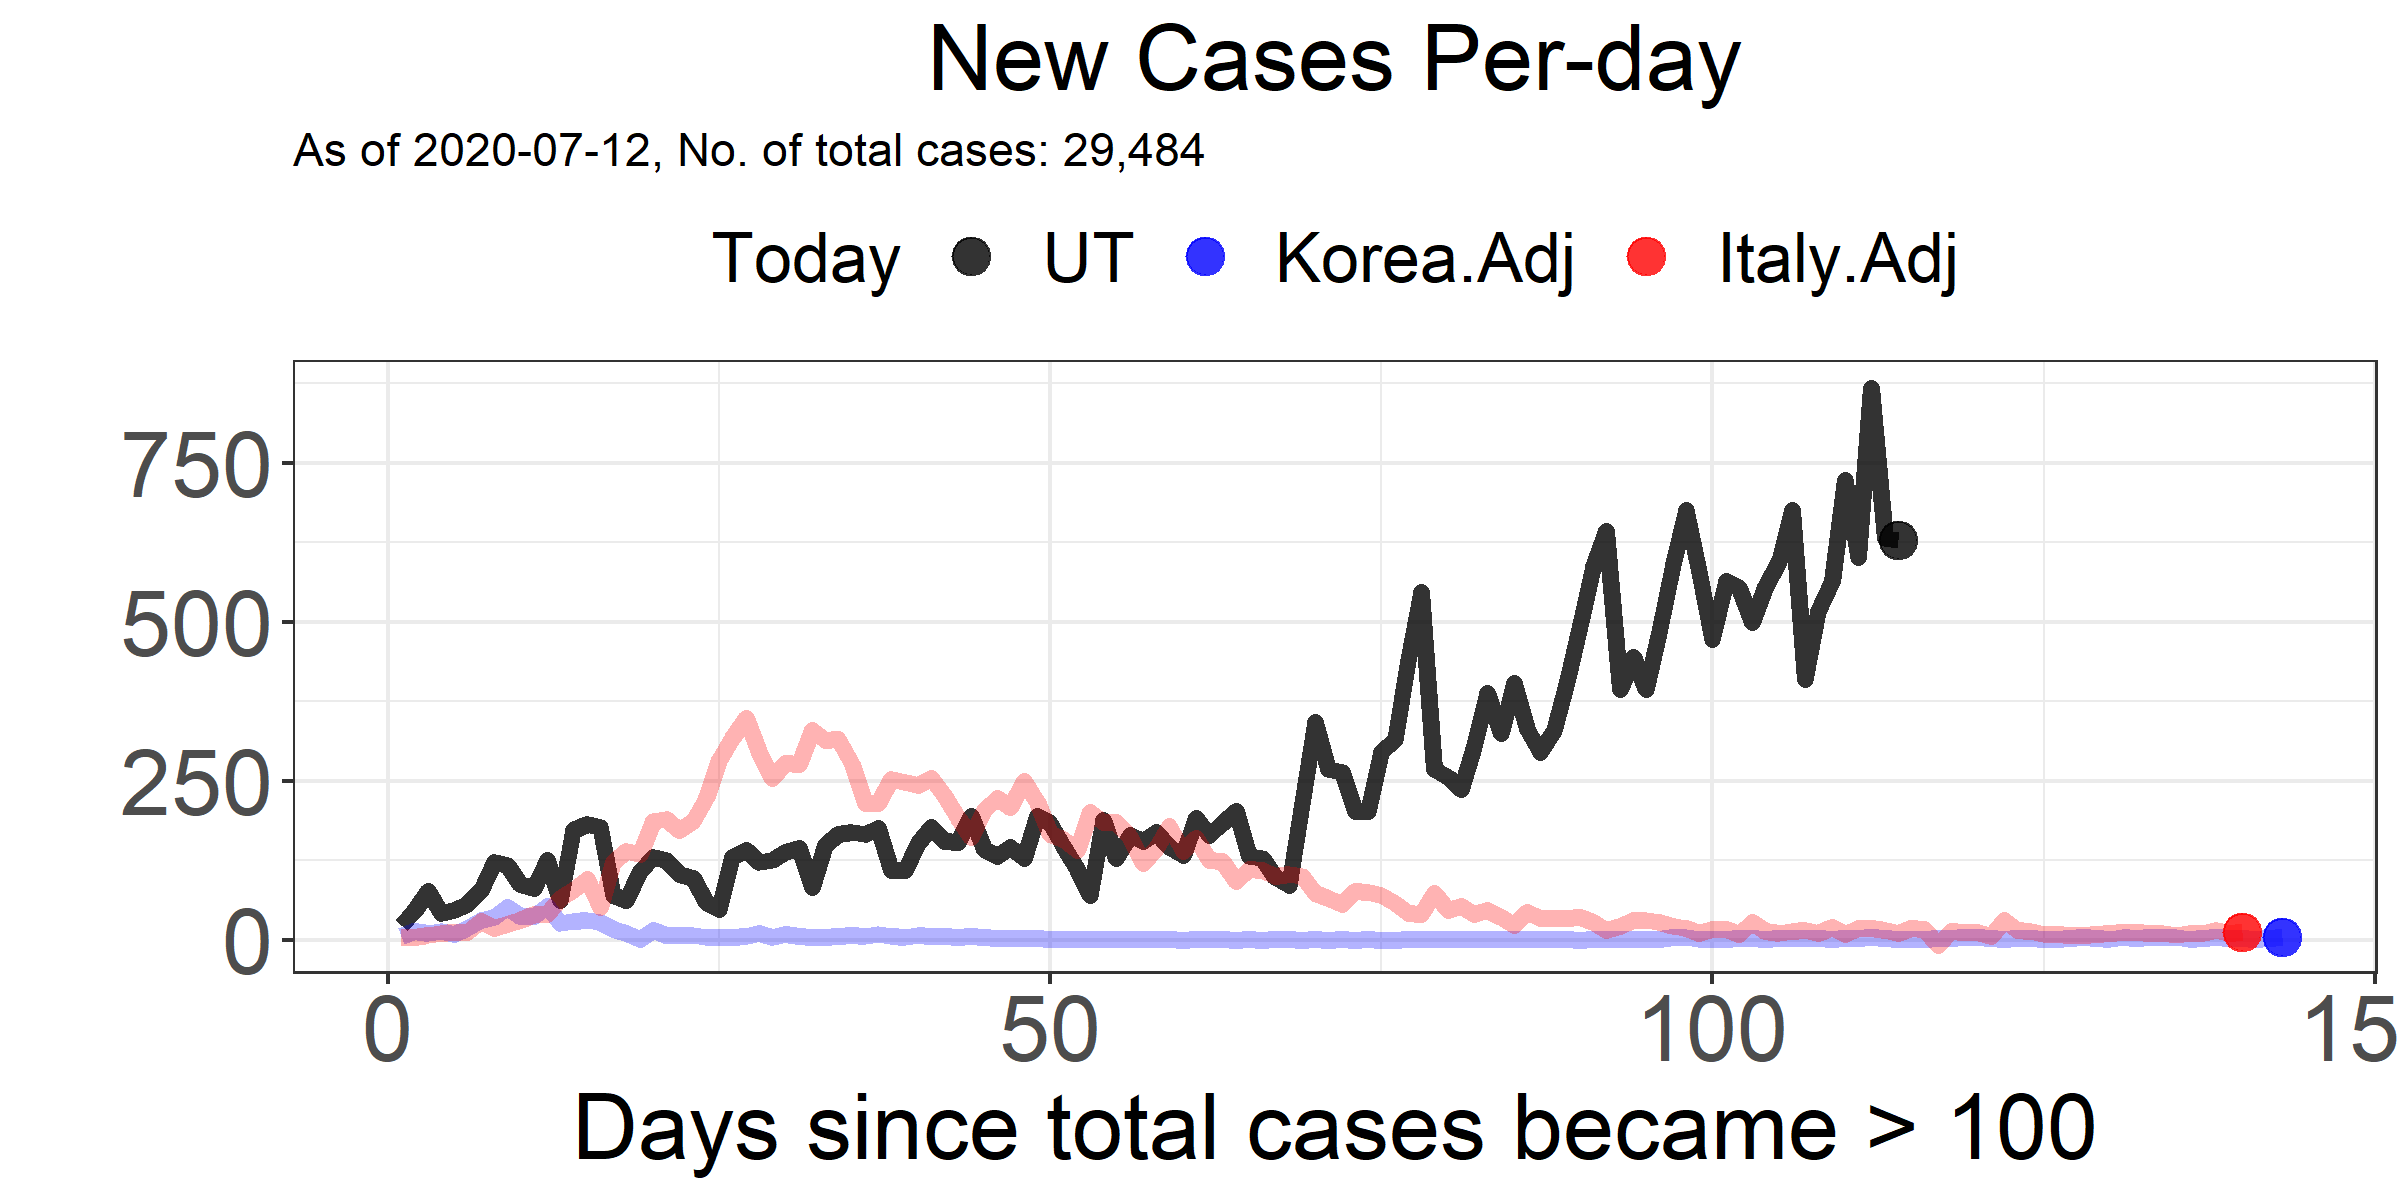 New Cases Per-day
As of 2020-07-12, No. of total cases: 29,484
Today UT Korea.Adj Italy.Adj
750
500
250
0
0 50 100 15
Days since total cases became > 100